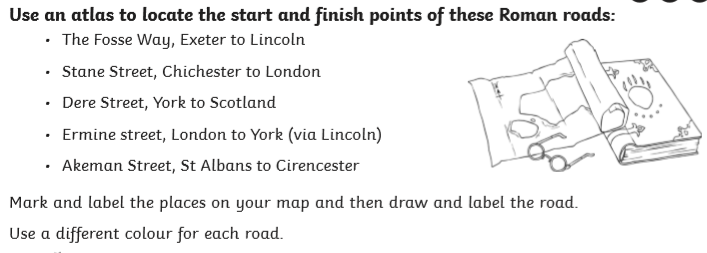 Use an atlas to locate the start and finish points of these Roman roads:
• The Fosse Way, Exeter to Lincoln
• Stane Street, Chichester to London
• Dere Street, York to Scotland
• Ermine street, London to York (via Lincoln)
• Akeman Street, St Albans to Cirencester
Mark and label the places on your map and then draw and label the road.
Use a different colour for each road.